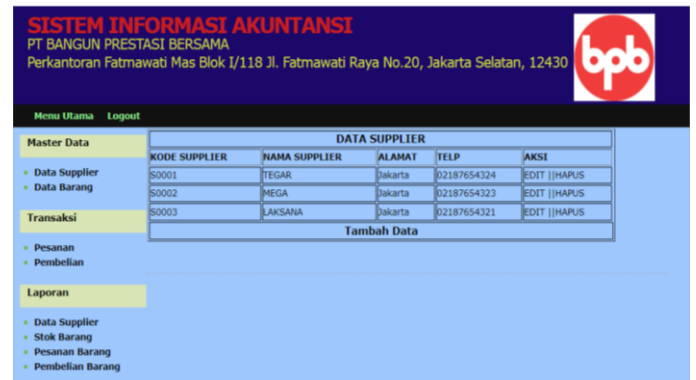 SISTEM INFORMASI AKUNTANSI
PT BANGUN PRESTASI BERSAMA
Perkantoran Fatmawati Mas Blok I/118 Jl. Fatmawati Raya No.20, Jakarta Selatan, 12430
bpb
Menu Utama Logout
Master Data
Data Supplier
Data Barang
Transaksi
Pesanan
Pembelian
Laporan
Data Supplier
Stok Barang
Pesanan Barang
Pembelian Barang
DATA SUPPLIER
KODE SUPPLIER NAMA SUPPLIER ALAMAT TELP AKSI
S0001 TEGAR Jakarta 02187654324 EDIT ||HAPUS
S0002 MEGA Jakarta 02187654323 EDIT ||HAPUS
S0003 LAKSANA Jakarta 02187654321 EDIT ||HAPUS
Tambah Data